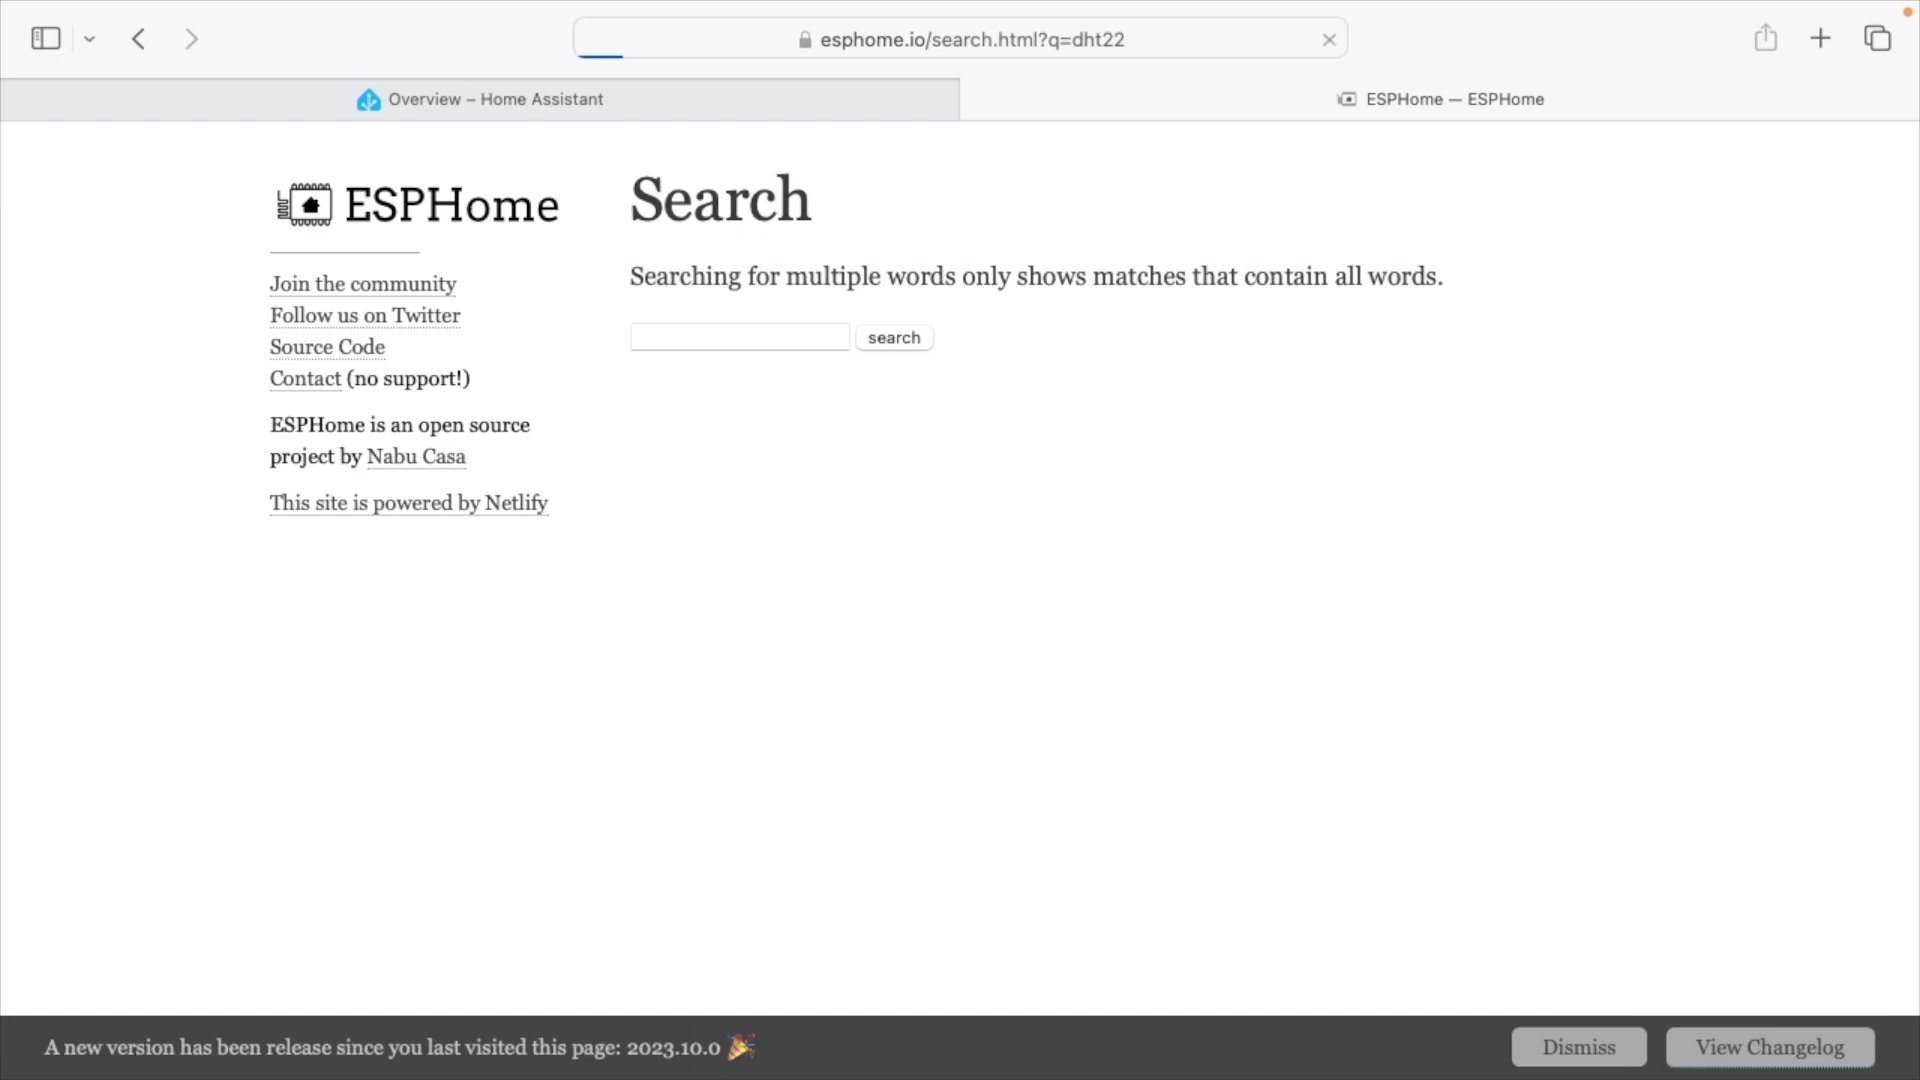 esphome.io/search.html?q=dht22
Overview – Home Assistant
ESPHome — ESPHome
ESPHome
Join the community
Follow us on Twitter
Source Code
Contact (no support!)
ESPHome is an open source
project by Nabu Casa
This site is powered by Netlify
Search
Searching for multiple words only shows matches that contain all words.
search
A new version has been release since you last visited this page: 2023.10.0 🎉
Dismiss
View Changelog